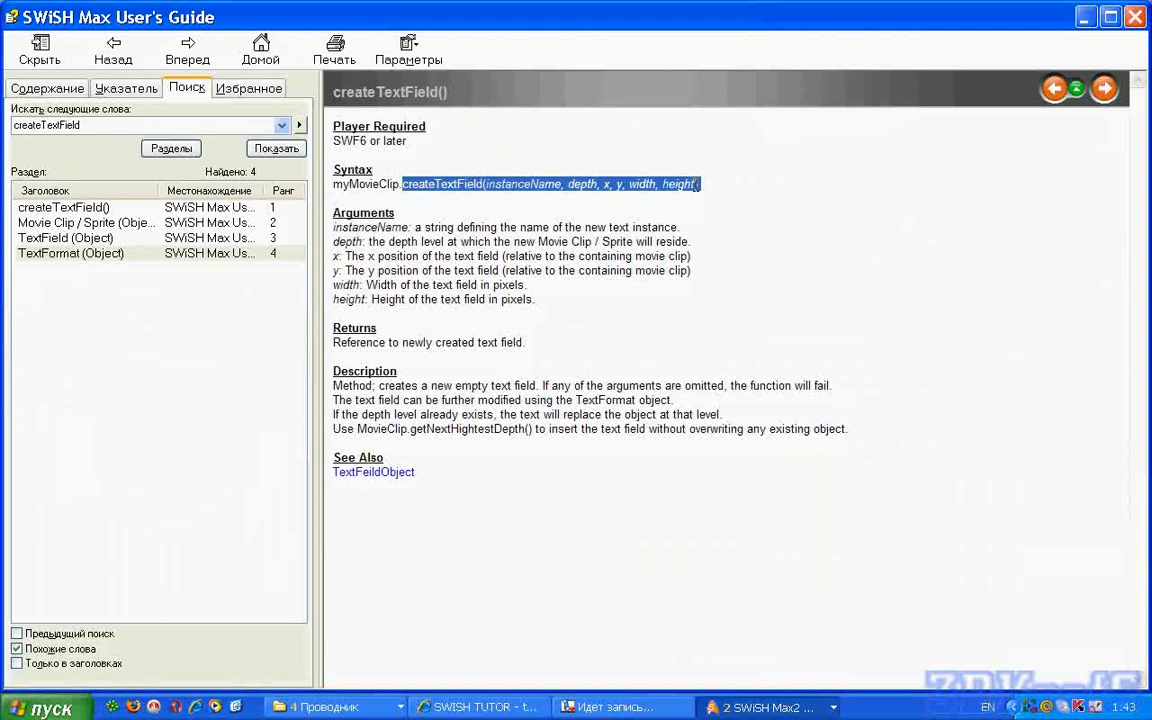 SWiSH Max User's Guide
Скрыть
Назад
Вперед
Домой
Печать
Параметры
Содержание
Указатель
Поиск
Избранное
Искать следующие слова:
createTextField
Разделы
Показать
Раздел:
Найдено: 4
Заголовок
Местонахождение
Ранг
createTextField()
SWiSH Max Us...
1
Movie Clip / Sprite (Obje...
SWiSH Max Us...
2
TextField (Object)
SWiSH Max Us...
3
TextFormat (Object)
SWiSH Max Us...
4
Предыдущий поиск
Похожие слова
Только в заголовках
createTextField()
Player Required
SWF6 or later
Syntax
myMovieClip.createTextField(instanceName, depth, x, y, width, height)
Arguments
instanceName: a string defining the name of the new text instance.
depth: the depth level at which the new Movie Clip / Sprite will reside.
x: The x position of the text field (relative to the containing movie clip)
y: The y position of the text field (relative to the containing movie clip)
width: Width of the text field in pixels.
height: Height of the text field in pixels.
Returns
Reference to newly created text field.
Description
Method; creates a new empty text field. If any of the arguments are omitted, the function will fail.
The text field can be further modified using the TextFormat object.
If the depth level already exists, the text will replace the object at that level.
Use MovieClip.getNextHightestDepth() to insert the text field without overwriting any existing object.
See Also
TextFeildObject
пуск
4 Проводник
SWISH TUTOR - т...
Идет запись...
2 SWiSH Max2 ...
EN
1:43